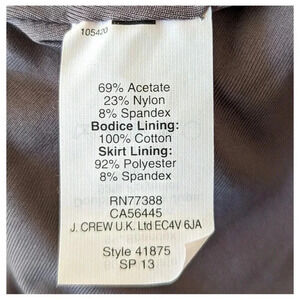 105420
69% Acetate
23% Nylon
8% Spandex
Bodice Lining:
100% Cotton
Skirt Lining:
92% Polyester
8% Spandex
RN77388
CA56445
J. CREW U.K. Ltd EC4V 6JA
Style 41875
SP 13